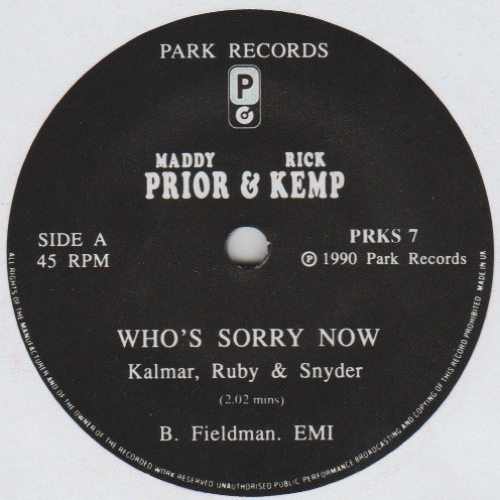 PARK RECORDS
P
MADDY RICK
PRIOR & KEMP
SIDE A
45 RPM
PRKS 7
℗ 1990 Park Records
WHO'S SORRY NOW
Kalmar, Ruby & Snyder
(2.02 mins)
B. Fieldman. EMI
ALL RIGHTS OF THE MANUFACTURER AND OF THE OWNER OF THE RECORDED WORK RESERVED UNAUTHORISED PUBLIC PERFORMANCE BROADCASTING AND COPYING OF THIS RECORD PROHIBITED MADE IN UK